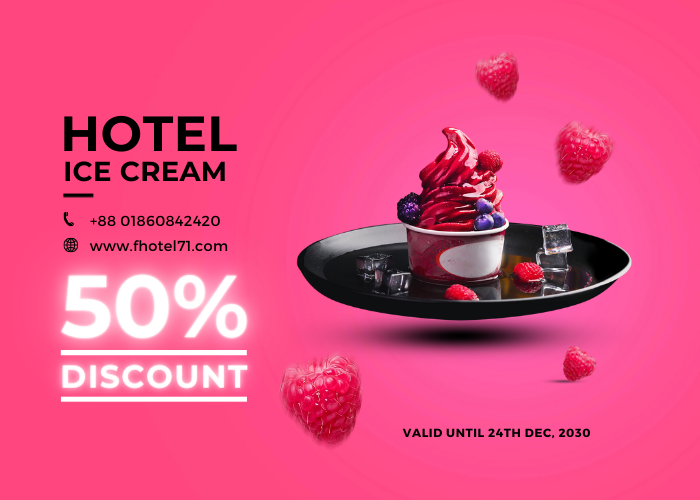 HOTEL
ICE CREAM
+88 01860842420
www.fhotel71.com
50%
DISCOUNT
VALID UNTIL 24TH DEC, 2030